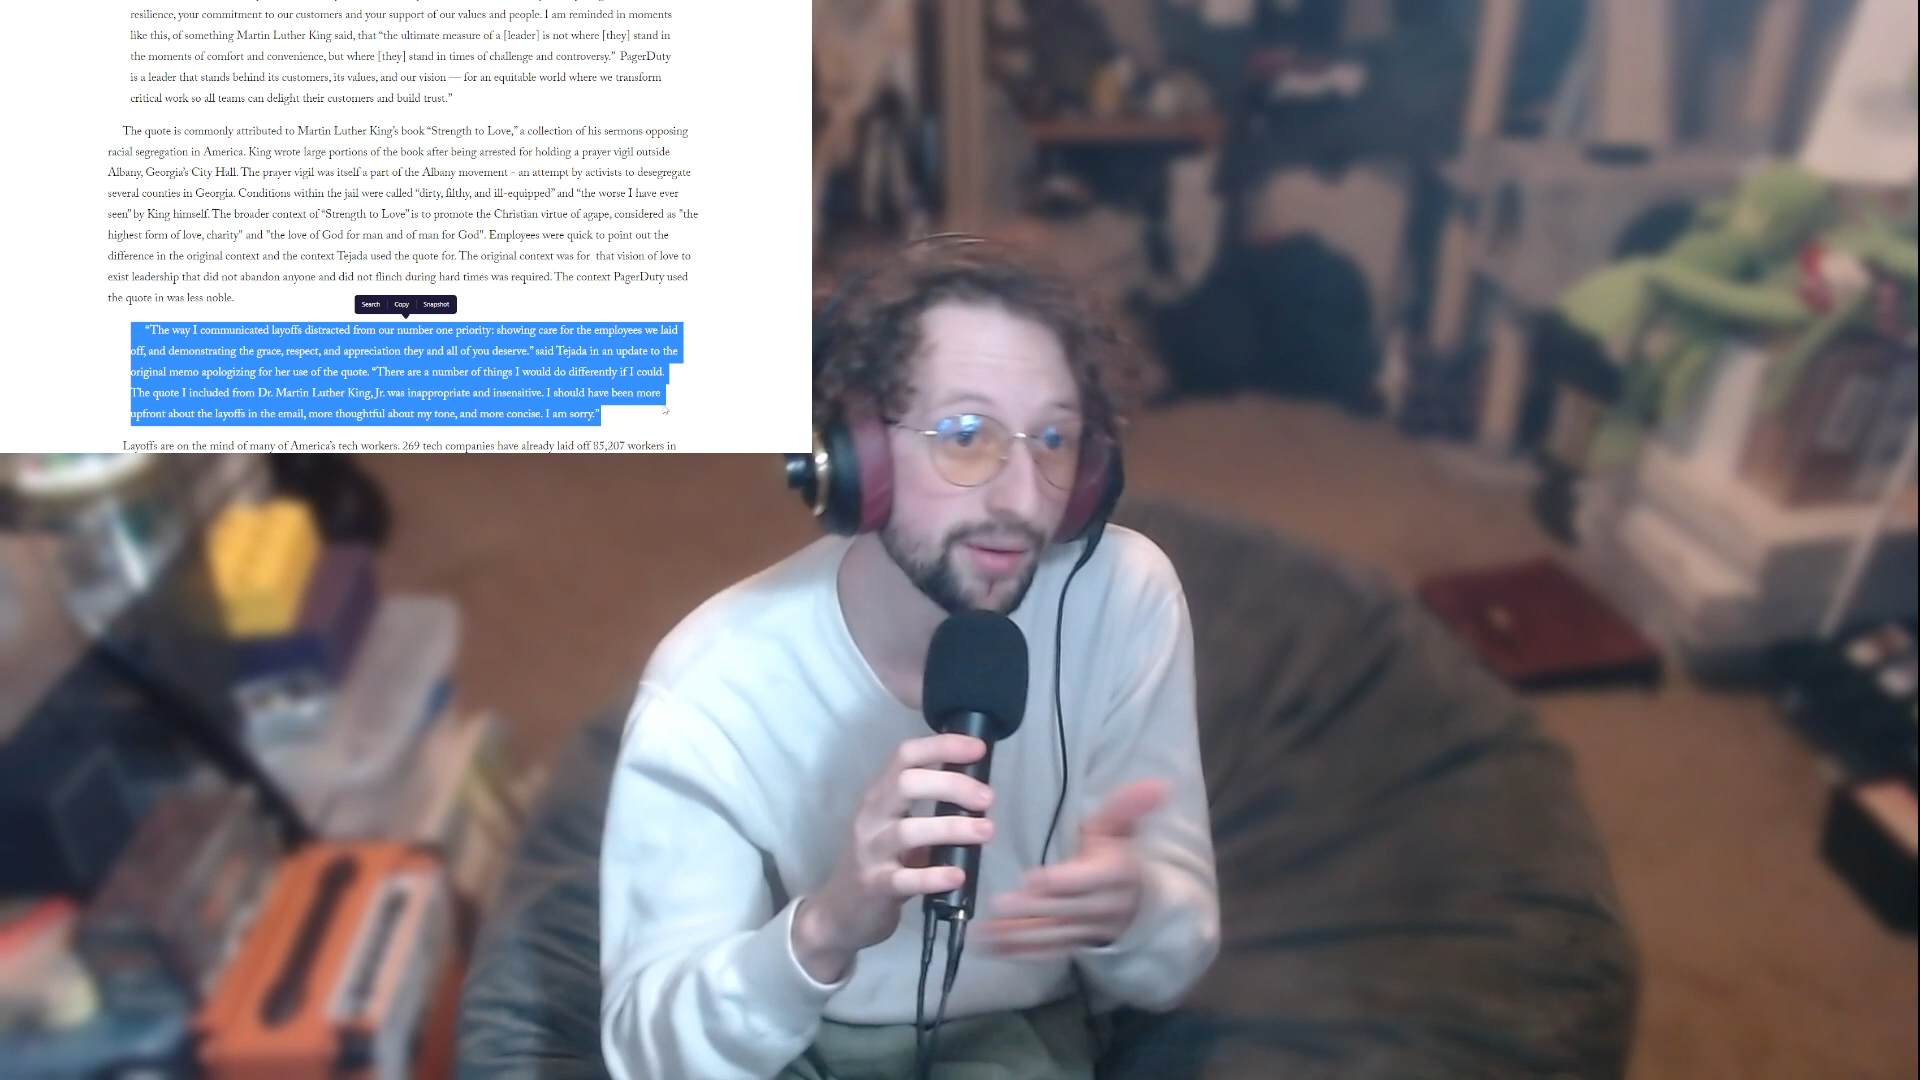 resilience, your commitment to our customers and your support of our values and people. I am reminded in moments
like this, of something Martin Luther King said, that “the ultimate measure of a [leader] is not where [they] stand in
the moments of comfort and convenience, but where [they] stand in times of challenge and controversy.”  PagerDuty
is a leader that stands behind its customers, its values, and our vision — for an equitable world where we transform
critical work so all teams can delight their customers and build trust.”
The quote is commonly attributed to Martin Luther King’s book “Strength to Love,” a collection of his sermons opposing
racial segregation in America. King wrote large portions of the book after being arrested for holding a prayer vigil outside
Albany, Georgia’s City Hall. The prayer vigil was itself a part of the Albany movement - an attempt by activists to desegregate
several counties in Georgia. Conditions within the jail were called “dirty, filthy, and ill-equipped” and “the worse I have ever
seen” by King himself. The broader context of “Strength to Love” is to promote the Christian virtue of agape, considered as "the
highest form of love, charity" and "the love of God for man and of man for God". Employees were quick to point out the
difference in the original context and the context Tejada used the quote for. The original context was for  that vision of love to
exist leadership that did not abandon anyone and did not flinch during hard times was required. The context PagerDuty used
the quote in was less noble.
Search Copy Snapshot
“The way I communicated layoffs distracted from our number one priority: showing care for the employees we laid
off, and demonstrating the grace, respect, and appreciation they and all of you deserve.” said Tejada in an update to the
original memo apologizing for her use of the quote. “There are a number of things I would do differently if I could.
The quote I included from Dr. Martin Luther King, Jr. was inappropriate and insensitive. I should have been more
upfront about the layoffs in the email, more thoughtful about my tone, and more concise. I am sorry.”
Layoffs are on the mind of many of America’s tech workers. 269 tech companies have already laid off 85,207 workers in